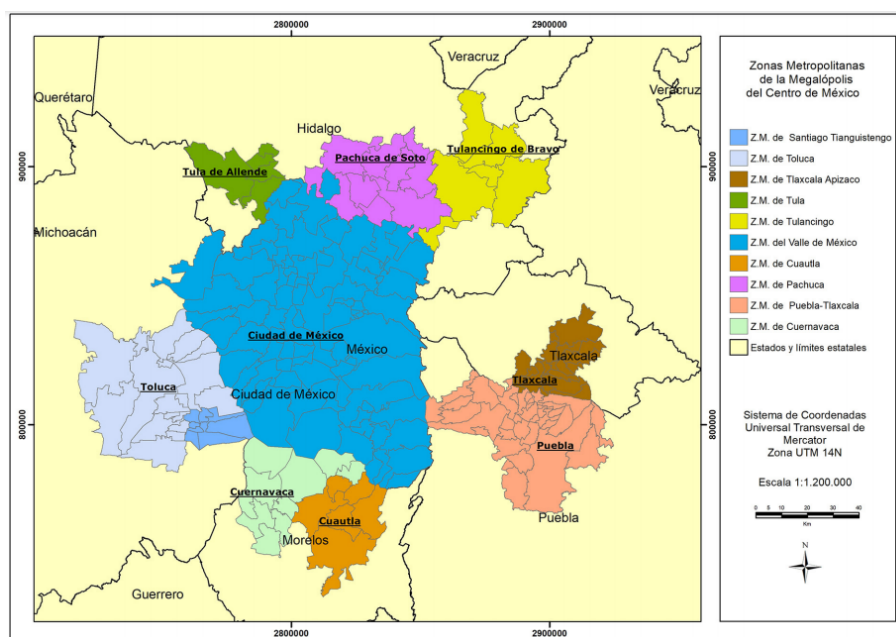 2800000
2900000
Veracruz
Querétaro
Veracruz
Hidalgo
Pachuca de Soto
Tulancingo de Bravo
Tula de Allende
900000
900000
Michoacán
Ciudad de México
México
Tlaxcala
Tlaxcala
Toluca
Ciudad de México
800000
800000
Puebla
Cuernavaca
Cuautla
Puebla
Morelos
Guerrero
2800000
2900000
Zonas Metropolitanas
de la Megalópolis
del Centro de México
Z.M. de Santiago Tianguistengo
Z.M. de Toluca
Z.M. de Tlaxcala Apizaco
Z.M. de Tula
Z.M. de Tulancingo
Z.M. del Valle de México
Z.M. de Cuautla
Z.M. de Pachuca
Z.M. de Puebla-Tlaxcala
Z.M. de Cuernavaca
Estados y límites estatales
Sistema de Coordenadas
Universal Transversal de
Mercator
Zona UTM 14N
Escala 1:1.200.000
0 5 10 20 30 40
Km
N